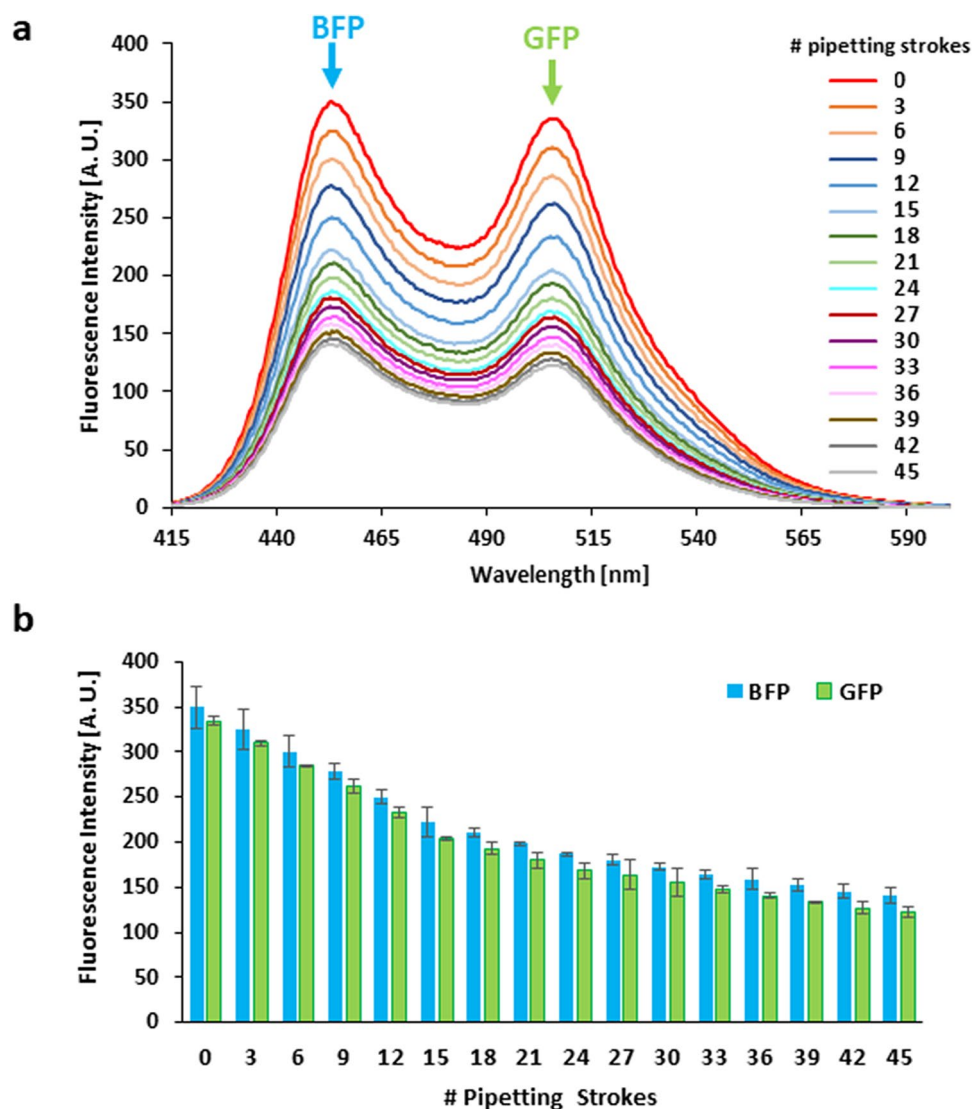 a
BFP
GFP
# pipetting strokes
0
3
6
9
12
15
18
21
24
27
30
33
36
39
42
45
Fluorescence Intensity [A. U.]
400
350
300
250
200
150
100
50
0
415 440 465 490 515 540 565 590
Wavelength [nm]
b
BFP GFP
Fluorescence Intensity [A. U.]
400
350
300
250
200
150
100
50
0
0 3 6 9 12 15 18 21 24 27 30 33 36 39 42 45
# Pipetting Strokes